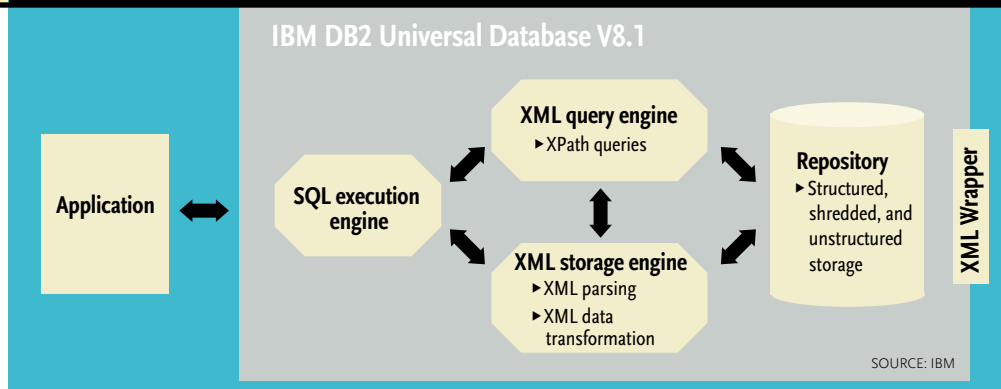 IBM DB2 Universal Database V8.1
Application
SQL execution
engine
XML query engine
▸XPath queries
XML storage engine
▸XML parsing
▸XML data
transformation
Repository
▸Structured,
shredded, and
unstructured
storage
XML Wrapper
SOURCE: IBM